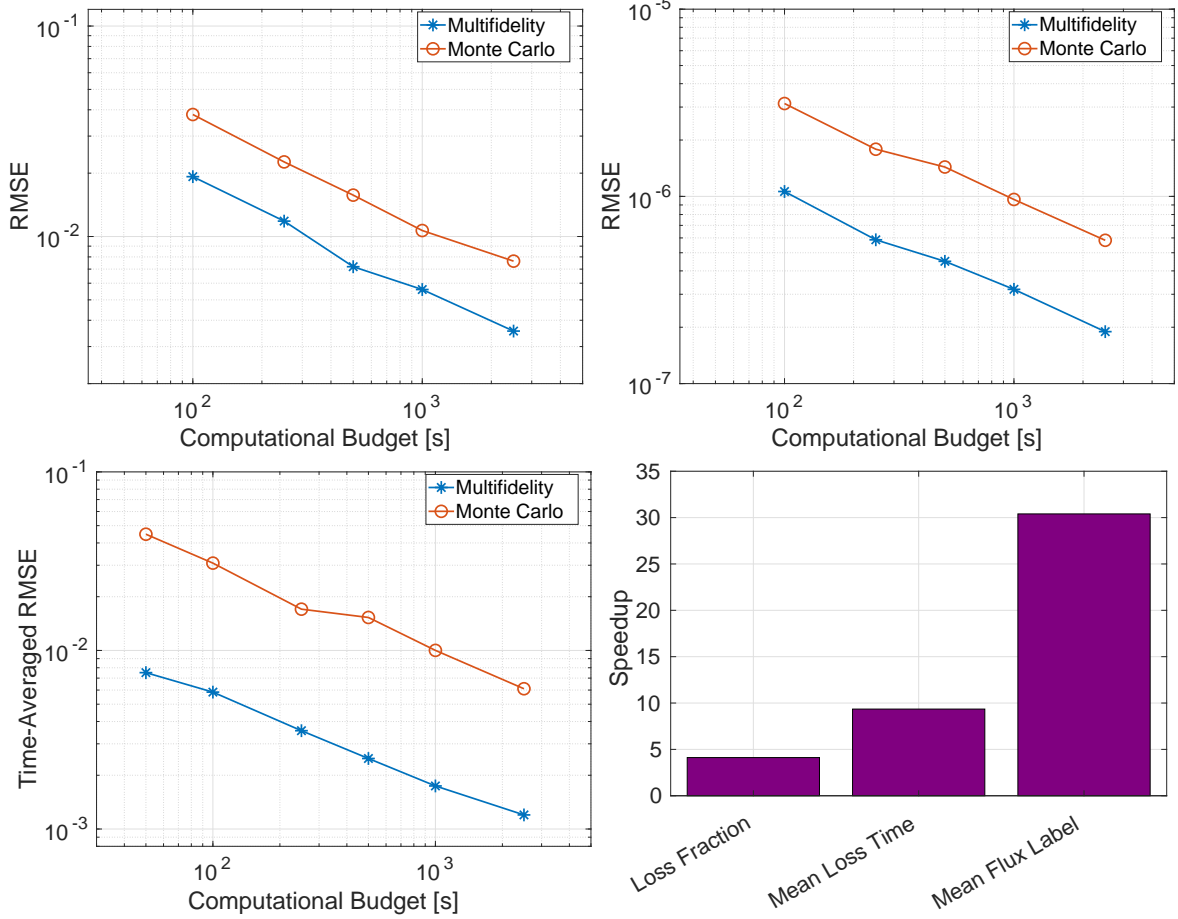 10^-1
10^-2
RMSE
Multifidelity
Monte Carlo
10^2
10^3
Computational Budget [s]
10^-5
10^-6
10^-7
RMSE
Multifidelity
Monte Carlo
10^2
10^3
Computational Budget [s]
10^-1
10^-2
10^-3
Time-Averaged RMSE
Multifidelity
Monte Carlo
10^2
10^3
Computational Budget [s]
35
30
25
20
15
10
5
0
Speedup
Loss Fraction
Mean Loss Time
Mean Flux Label